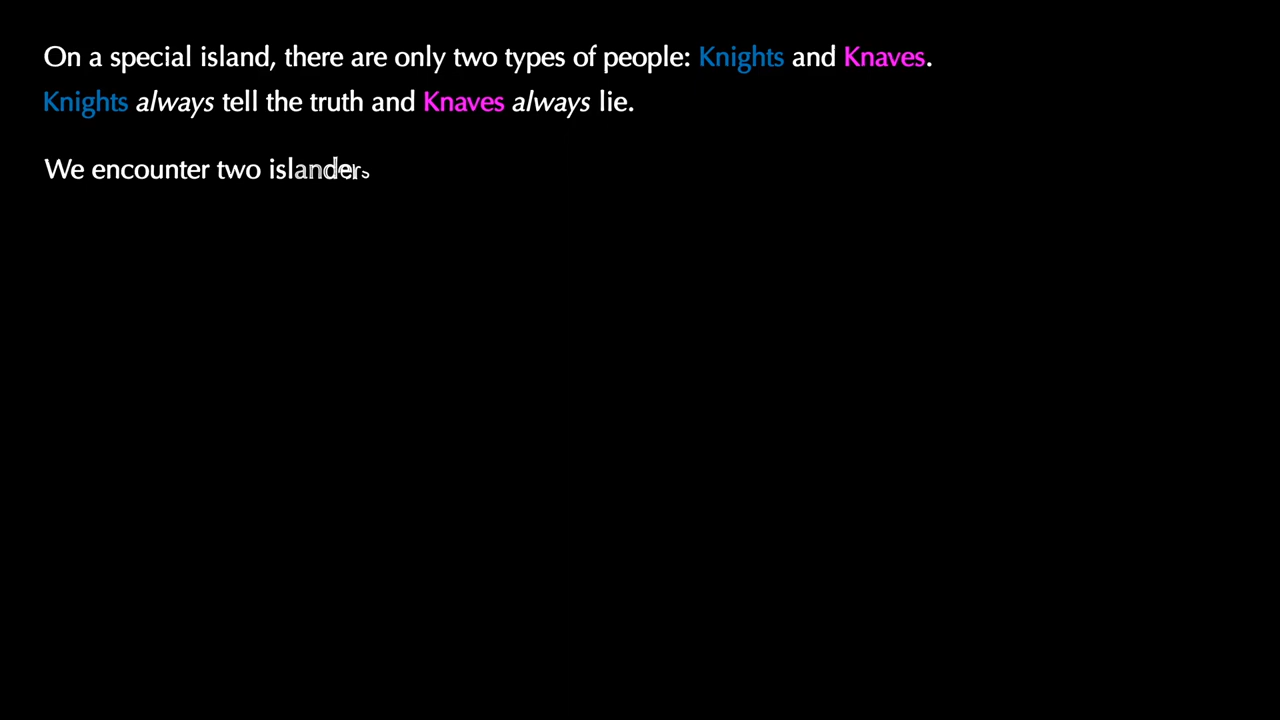 On a special island, there are only two types of people: Knights and Knaves.
Knights always tell the truth and Knaves always lie.
We encounter two islanders